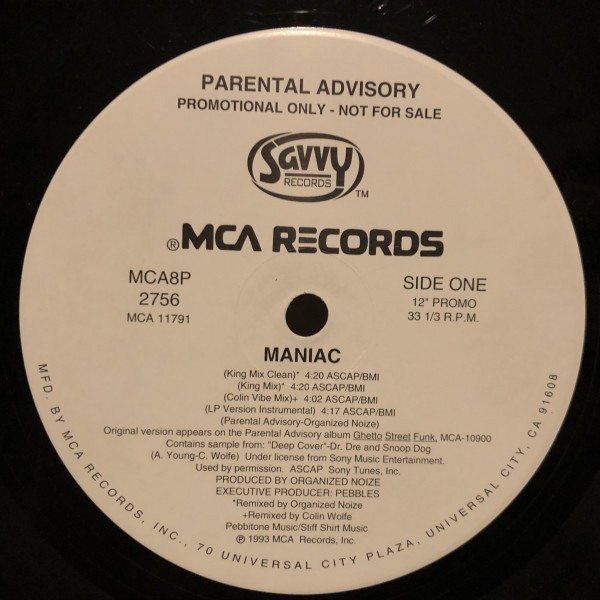 PARENTAL ADVISORY
PROMOTIONAL ONLY - NOT FOR SALE
Savvy
RECORDS
TM
®MCA RECORDS
MCA8P
2756
MCA 11791
SIDE ONE
12" PROMO
33 1/3 R.P.M.
MANIAC
(King Mix Clean)* 4:20 ASCAP/BMI
(King Mix)* 4:20 ASCAP/BMI
(Colin Vibe Mix)+ 4:02 ASCAP/BMI
(LP Version Instrumental) 4:17 ASCAP/BMI
(Parental Advisory-Organized Noize)
Original version appears on the Parental Advisory album Ghetto Street Funk, MCA-10900
Contains sample from: "Deep Cover"-Dr. Dre and Snoop Dog
(A. Young-C. Wolfe) Under license from Sony Music Entertainment.
Used by permission. ASCAP Sony Tunes, Inc.
PRODUCED BY ORGANIZED NOIZE
EXECUTIVE PRODUCER: PEBBLES
*Remixed by Organized Noize
+Remixed by Colin Wolfe
Pebbitone Music/Stiff Shirt Music
℗ 1993 MCA Records, Inc.
MFD. BY MCA RECORDS, INC., 70 UNIVERSAL CITY PLAZA, UNIVERSAL CITY, CA 91608